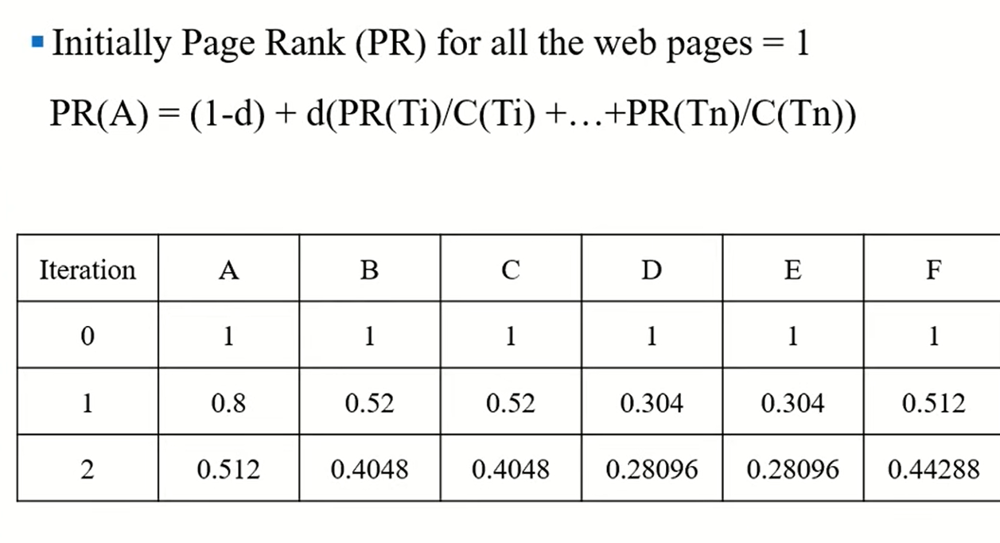 ▪ Initially Page Rank (PR) for all the web pages = 1
PR(A) = (1-d) + d(PR(Ti)/C(Ti) +…+PR(Tn)/C(Tn))
Iteration A B C D E F
0 1 1 1 1 1 1
1 0.8 0.52 0.52 0.304 0.304 0.512
2 0.512 0.4048 0.4048 0.28096 0.28096 0.44288